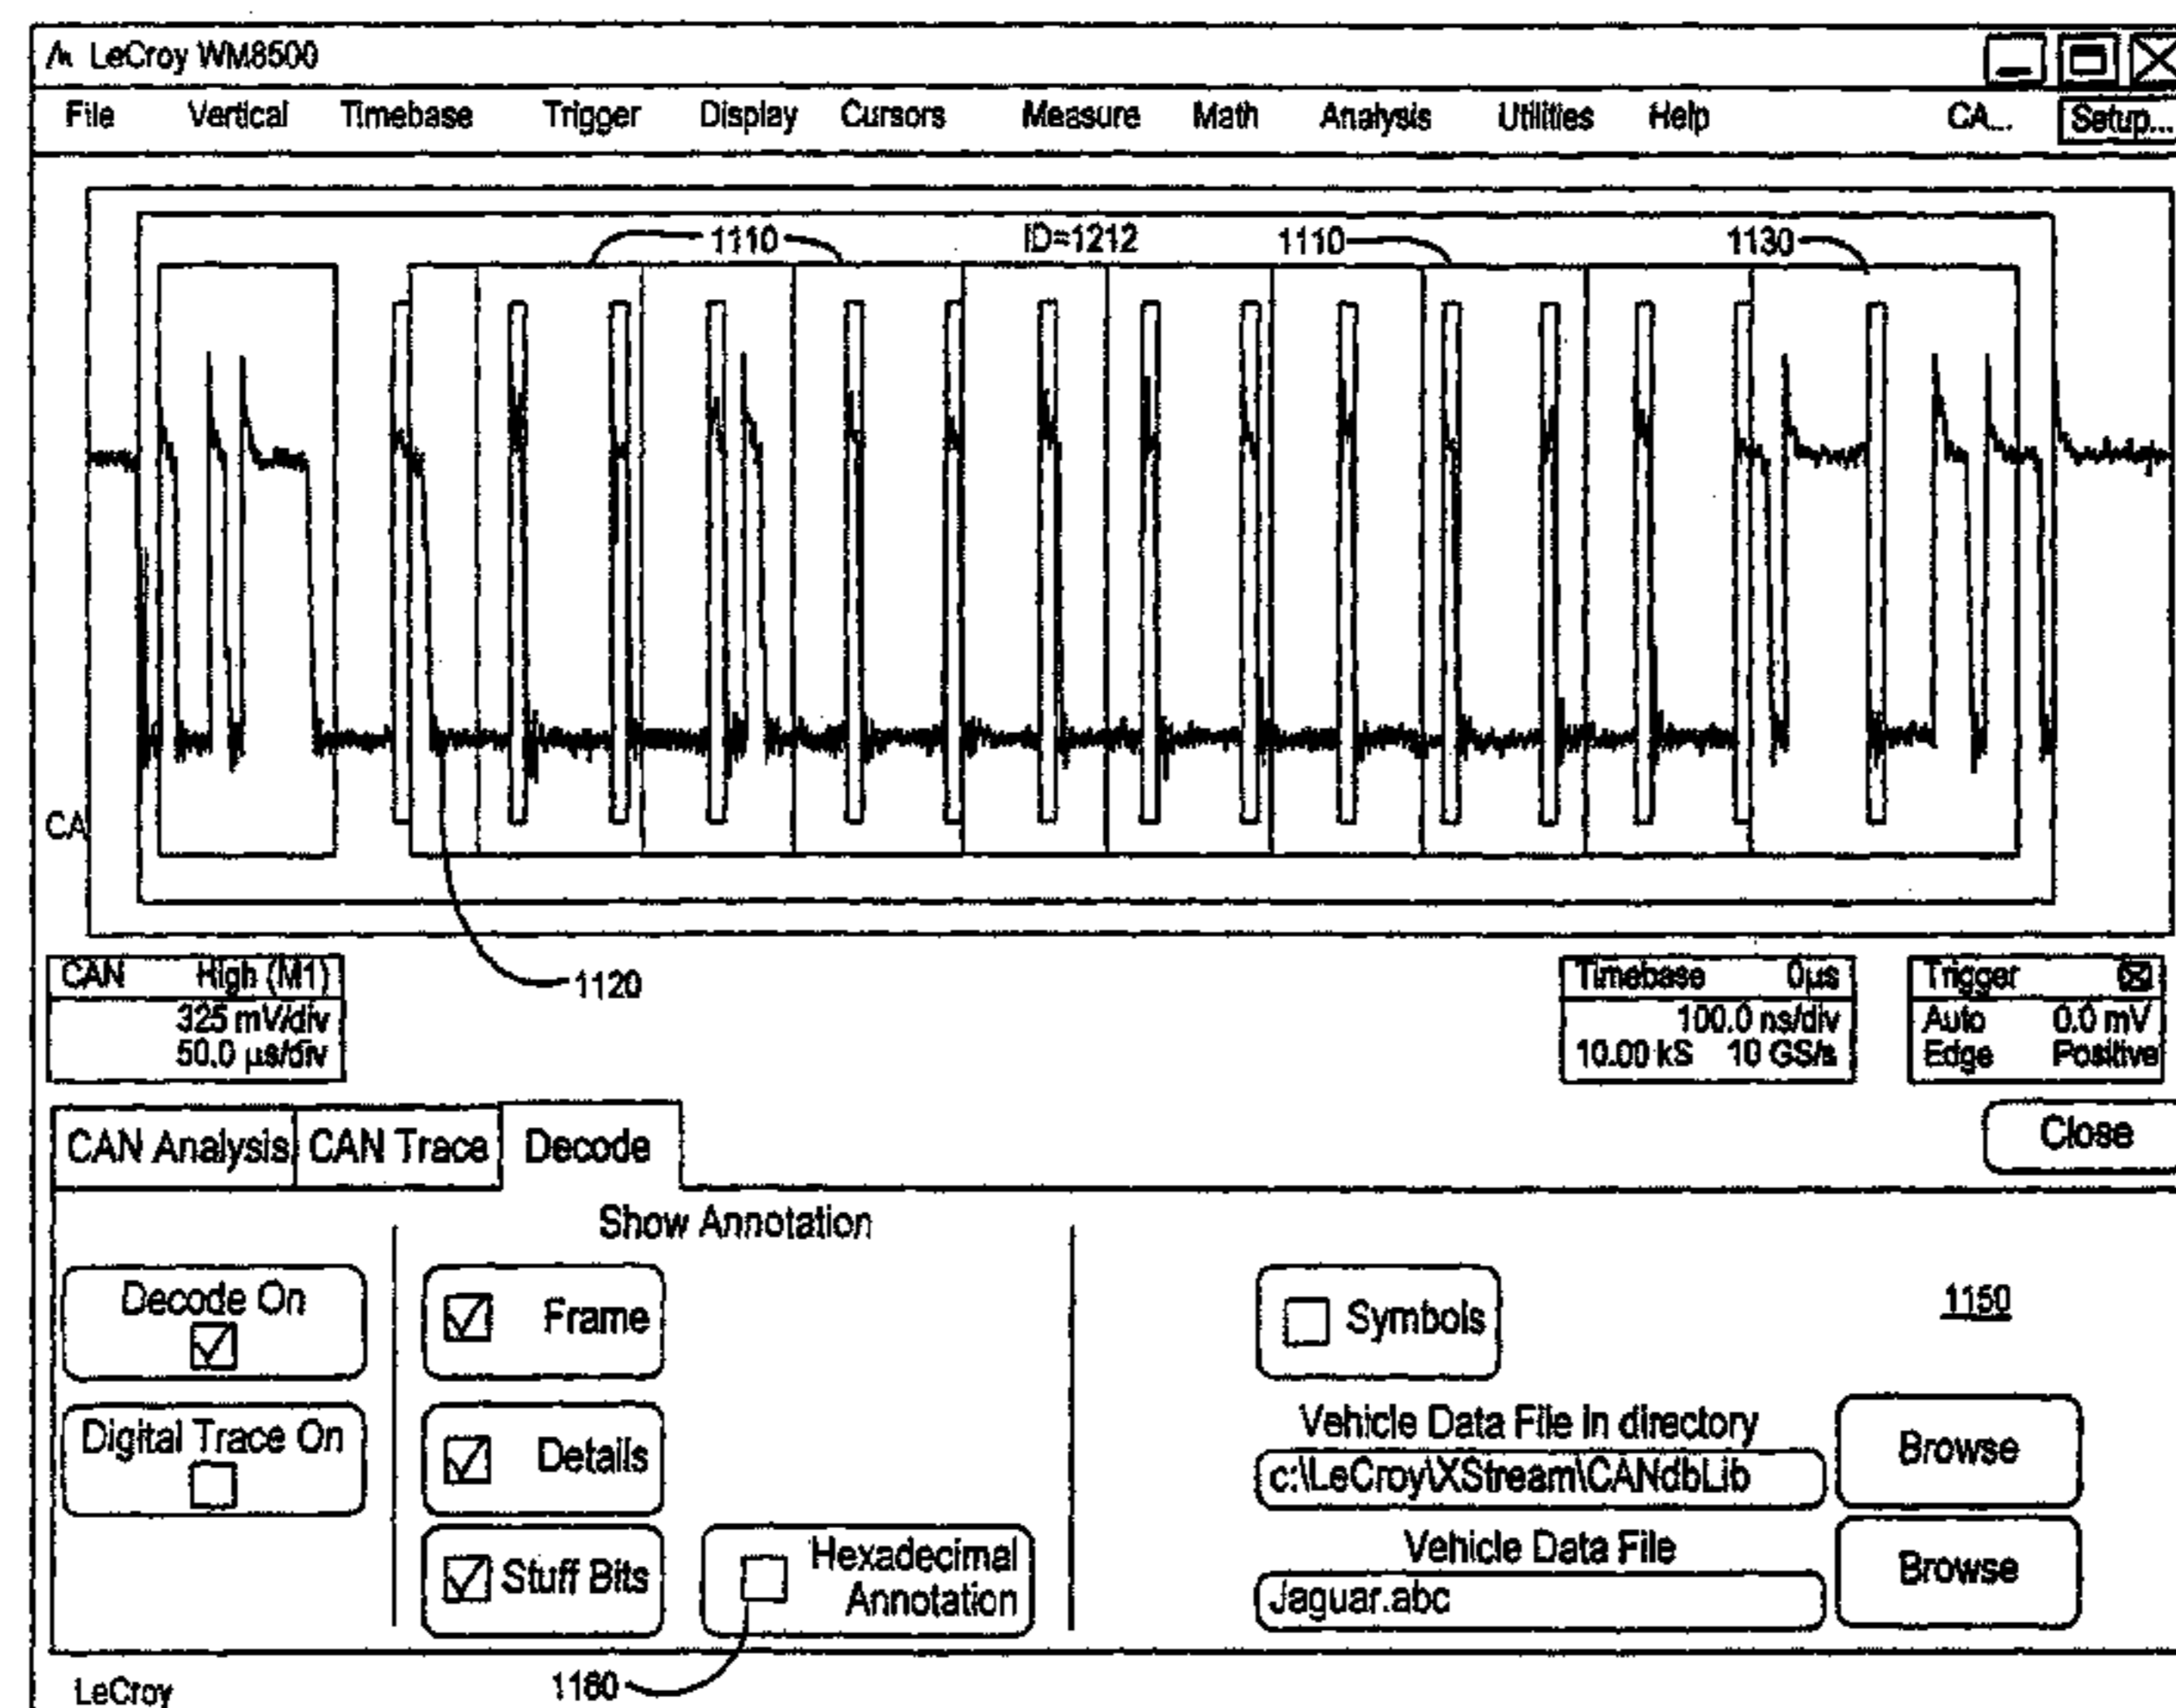 LeCroy WM8500
File Vertical Timebase Trigger Display Cursors Measure Math Analysis Utilities Help CA... Setup...
1110 ID=1212 1110 1130
CA
1120
CAN High (M1)
325 mV/div
50.0 µs/div
Timebase 0µs
100.0 ns/div
10.00 kS 10 GS/s
Trigger
Auto 0.0 mV
Edge Positive
CAN Analysis CAN Trace Decode Close
Show Annotation
Decode On
Frame
Symbols
1150
Digital Trace On
Details
Vehicle Data File in directory
c:\LeCroy\XStream\CANdbLib
Browse
Stuff Bits
Hexadecimal
Annotation
Vehicle Data File
Jaguar.abc
Browse
1160
LeCroy